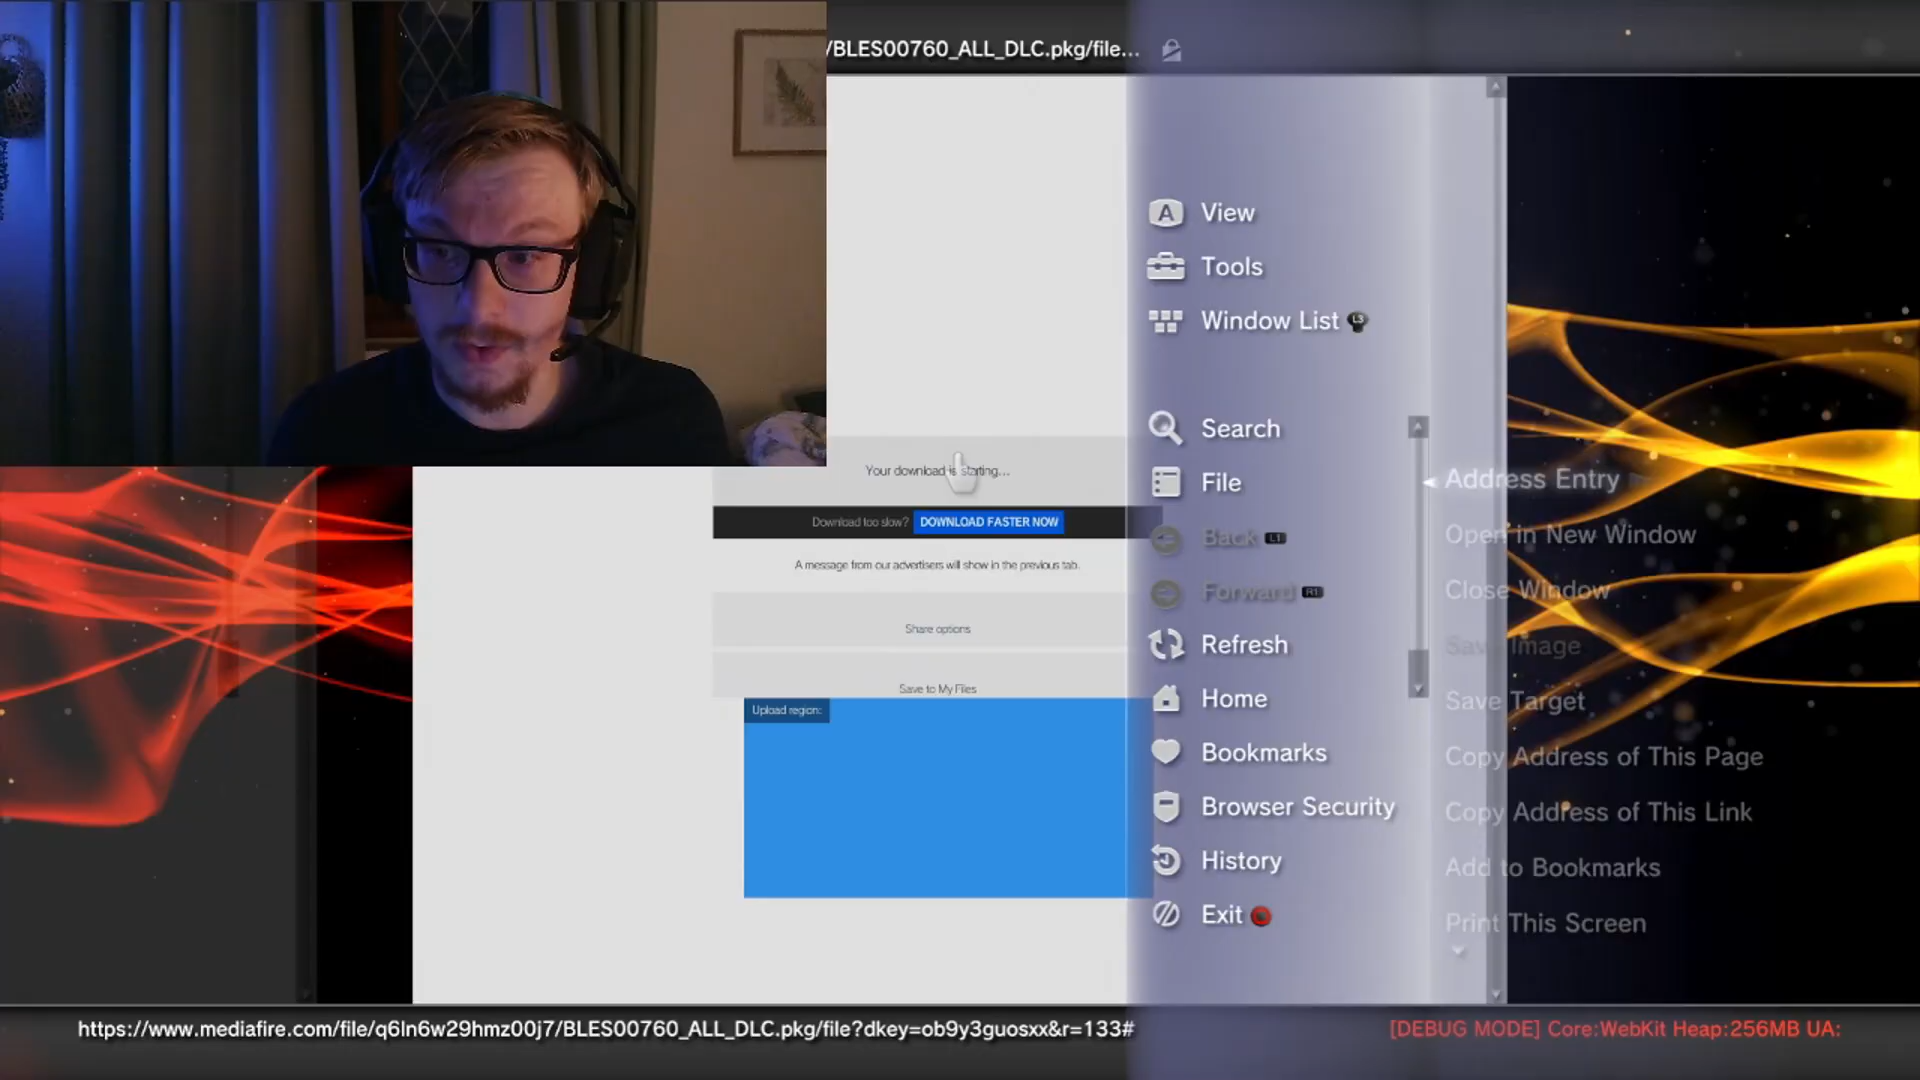 /BLES00760_ALL_DLC.pkg/file...
A View
Tools
Window List L3
Search
File
Back L1
Forward R1
Refresh
Home
Bookmarks
Browser Security
History
Exit
Address Entry
Open in New Window
Close Window
Save Image
Save Target
Copy Address of This Page
Copy Address of This Link
Add to Bookmarks
Print This Screen
Your download is starting...
Download too slow? DOWNLOAD FASTER NOW
A message from our advertisers will show in the previous tab.
Share options
Save to My Files
Upload region:
https://www.mediafire.com/file/q6ln6w29hmz00j7/BLES00760_ALL_DLC.pkg/file?dkey=ob9y3guosxx&r=133#
[DEBUG MODE] Core:WebKit Heap:256MB UA: